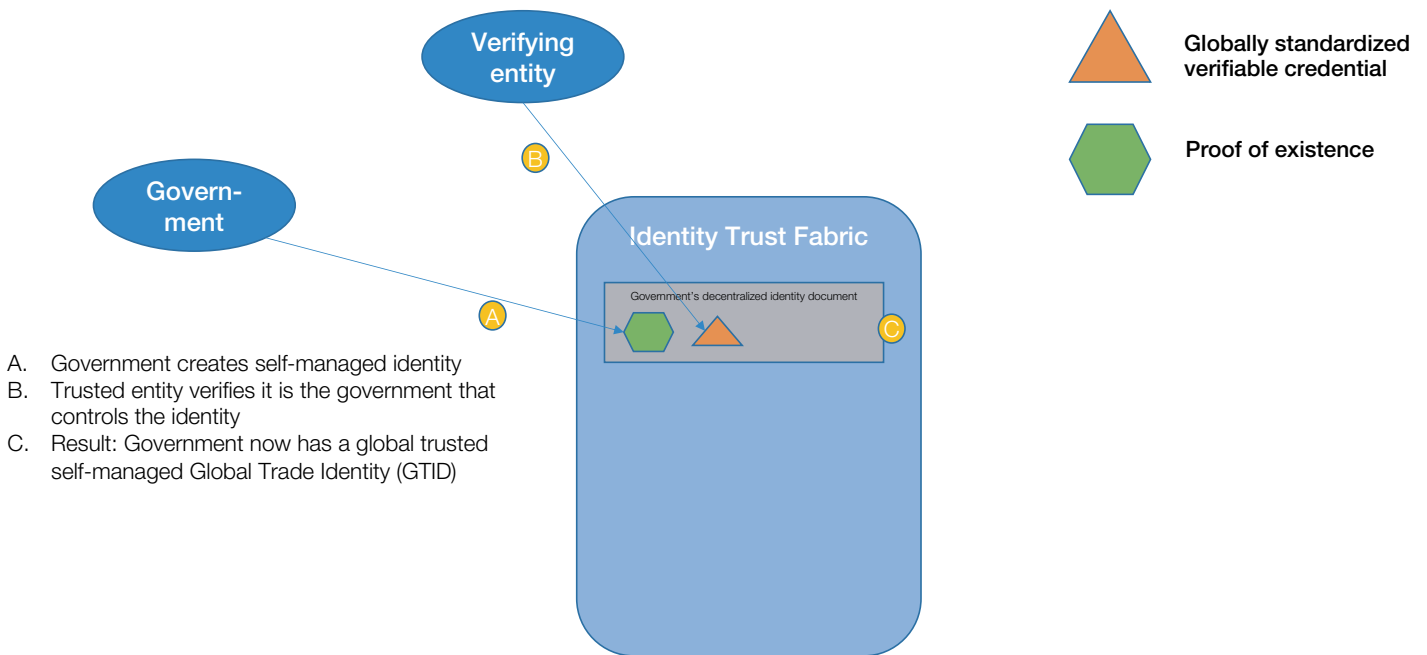 Verifying
entity
Globally standardized
verifiable credential
B
Proof of existence
Govern-
ment
Identity Trust Fabric
Government's decentralized identity document
A
C
A. Government creates self-managed identity
B. Trusted entity verifies it is the government that
controls the identity
C. Result: Government now has a global trusted
self-managed Global Trade Identity (GTID)